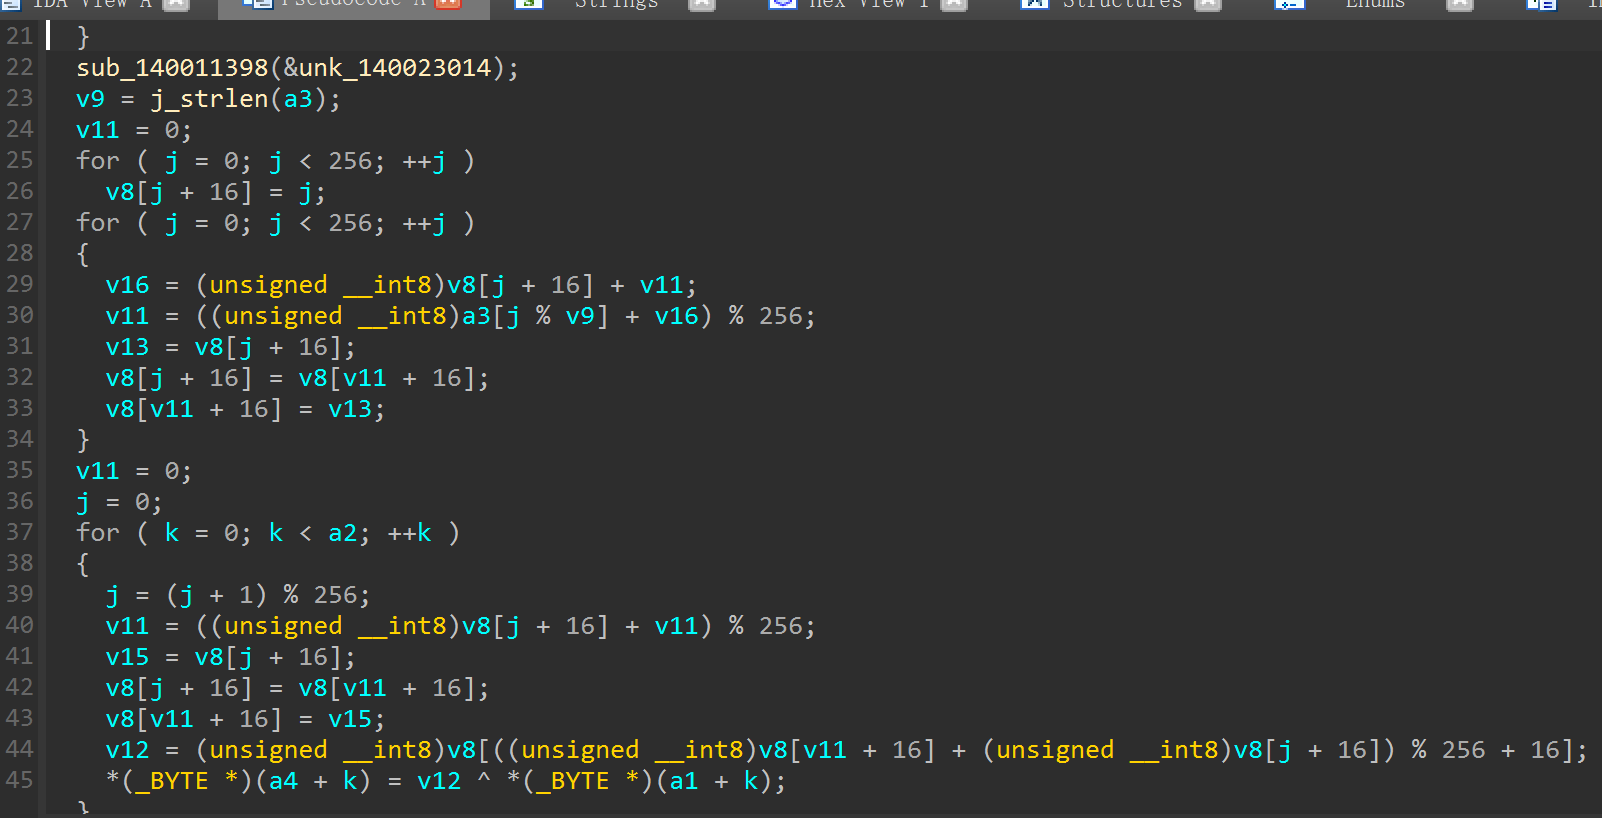 IDA View A Pseudocode A Strings Hex View 1 Structures Enums
21 }
22 sub_140011398(&unk_140023014);
23 v9 = j_strlen(a3);
24 v11 = 0;
25 for ( j = 0; j < 256; ++j )
26 v8[j + 16] = j;
27 for ( j = 0; j < 256; ++j )
28 {
29 v16 = (unsigned __int8)v8[j + 16] + v11;
30 v11 = ((unsigned __int8)a3[j % v9] + v16) % 256;
31 v13 = v8[j + 16];
32 v8[j + 16] = v8[v11 + 16];
33 v8[v11 + 16] = v13;
34 }
35 v11 = 0;
36 j = 0;
37 for ( k = 0; k < a2; ++k )
38 {
39 j = (j + 1) % 256;
40 v11 = ((unsigned __int8)v8[j + 16] + v11) % 256;
41 v15 = v8[j + 16];
42 v8[j + 16] = v8[v11 + 16];
43 v8[v11 + 16] = v15;
44 v12 = (unsigned __int8)v8[((unsigned __int8)v8[v11 + 16] + (unsigned __int8)v8[j + 16]) % 256 + 16];
45 *(_BYTE *)(a4 + k) = v12 ^ *(_BYTE *)(a1 + k);
}